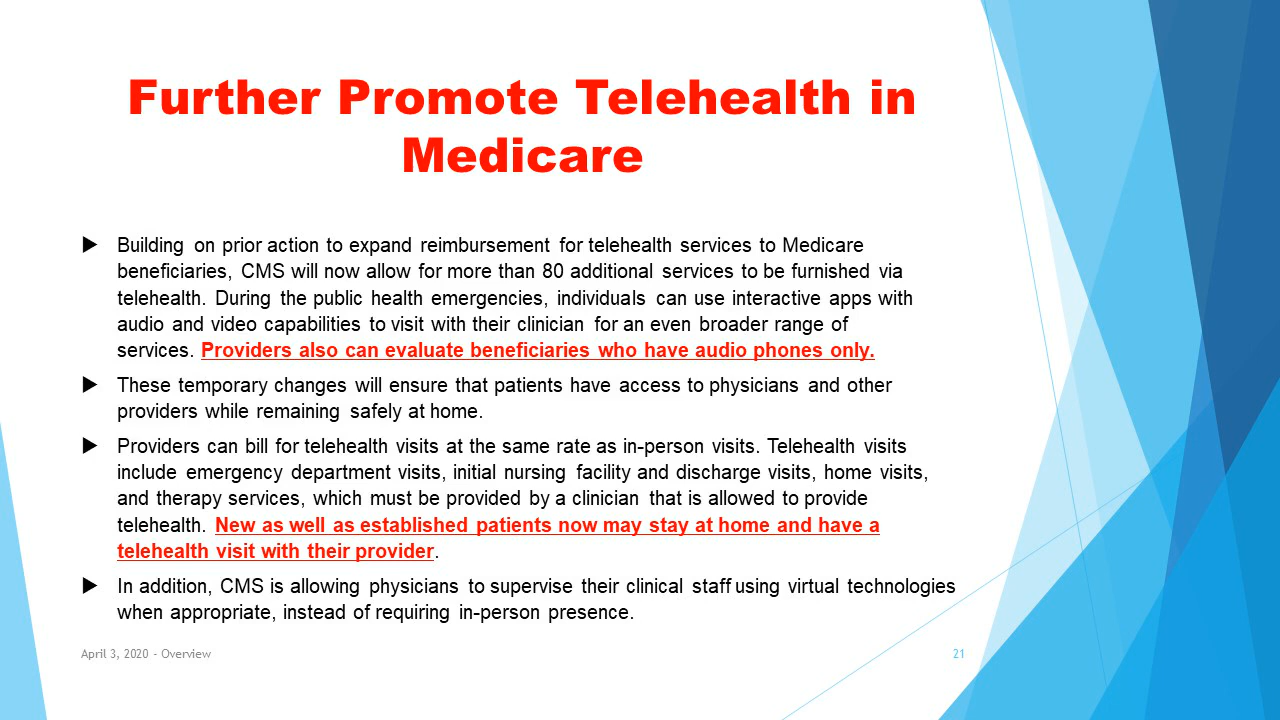 Further Promote Telehealth in
Medicare
▶ Building on prior action to expand reimbursement for telehealth services to Medicare
beneficiaries, CMS will now allow for more than 80 additional services to be furnished via
telehealth. During the public health emergencies, individuals can use interactive apps with
audio and video capabilities to visit with their clinician for an even broader range of
services. Providers also can evaluate beneficiaries who have audio phones only.
▶ These temporary changes will ensure that patients have access to physicians and other
providers while remaining safely at home.
▶ Providers can bill for telehealth visits at the same rate as in-person visits. Telehealth visits
include emergency department visits, initial nursing facility and discharge visits, home visits,
and therapy services, which must be provided by a clinician that is allowed to provide
telehealth. New as well as established patients now may stay at home and have a
telehealth visit with their provider.
▶ In addition, CMS is allowing physicians to supervise their clinical staff using virtual technologies
when appropriate, instead of requiring in-person presence.
April 3, 2020 - Overview
21